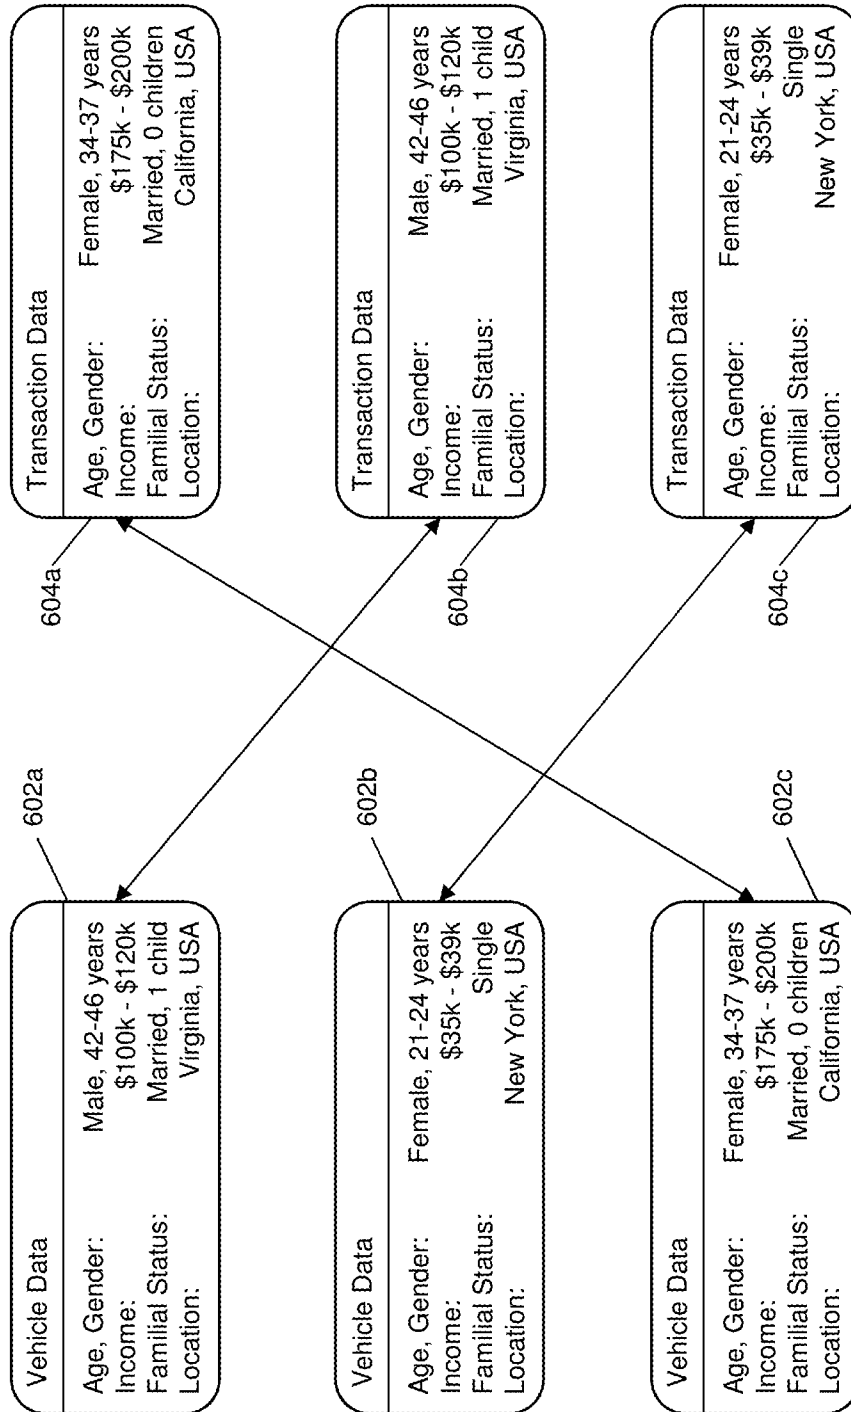 Vehicle Data
Age, Gender: Male, 42-46 years
Income: $100k - $120k
Familial Status: Married, 1 child
Location: Virginia, USA
602a
Vehicle Data
Age, Gender: Female, 21-24 years
Income: $35k - $39k
Familial Status: Single
Location: New York, USA
602b
Vehicle Data
Age, Gender: Female, 34-37 years
Income: $175k - $200k
Familial Status: Married, 0 children
Location: California, USA
602c
604a
Transaction Data
Age, Gender: Female, 34-37 years
Income: $175k - $200k
Familial Status: Married, 0 children
Location: California, USA
604b
Transaction Data
Age, Gender: Male, 42-46 years
Income: $100k - $120k
Familial Status: Married, 1 child
Location: Virginia, USA
604c
Transaction Data
Age, Gender: Female, 21-24 years
Income: $35k - $39k
Familial Status: Single
Location: New York, USA